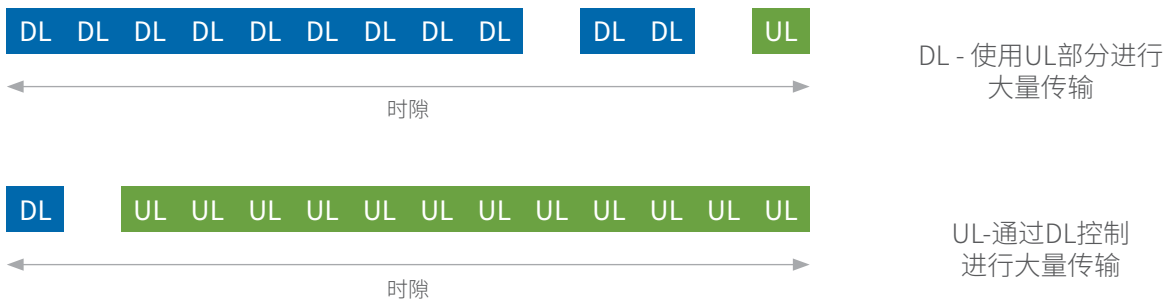 DL DL DL DL DL DL DL DL DL DL DL UL
DL - 使用UL部分进行
大量传输
时隙
DL UL UL UL UL UL UL UL UL UL UL UL UL
UL-通过DL控制
进行大量传输
时隙